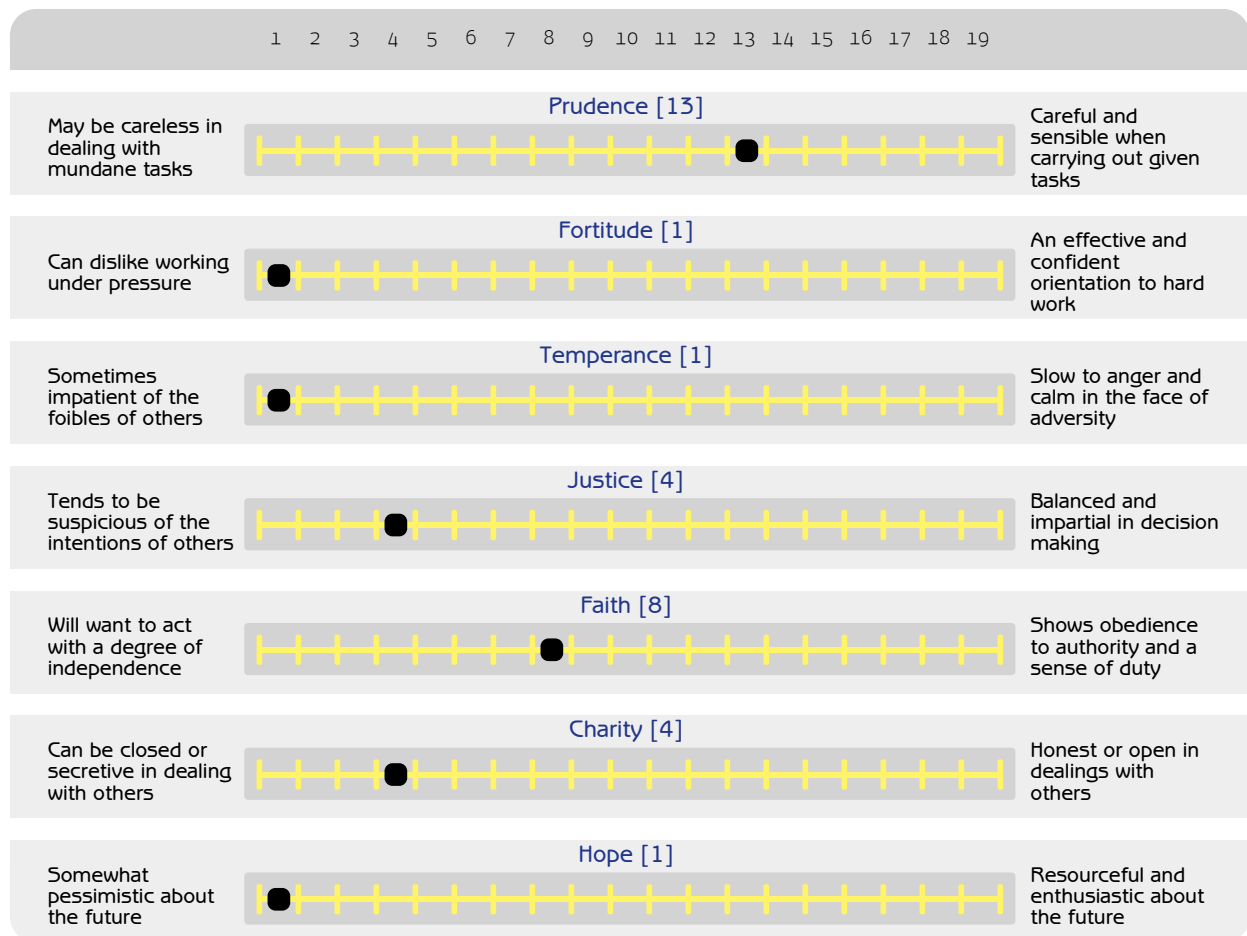 1 2 3 4 5 6 7 8 9 10 11 12 13 14 15 16 17 18 19
Prudence [13]
May be careless in
dealing with
mundane tasks
Careful and
sensible when
carrying out given
tasks
Fortitude [1]
Can dislike working
under pressure
An effective and
confident
orientation to hard
work
Temperance [1]
Sometimes
impatient of the
foibles of others
Slow to anger and
calm in the face of
adversity
Justice [4]
Tends to be
suspicious of the
intentions of others
Balanced and
impartial in decision
making
Faith [8]
Will want to act
with a degree of
independence
Shows obedience
to authority and a
sense of duty
Charity [4]
Can be closed or
secretive in dealing
with others
Honest or open in
dealings with
others
Hope [1]
Somewhat
pessimistic about
the future
Resourceful and
enthusiastic about
the future